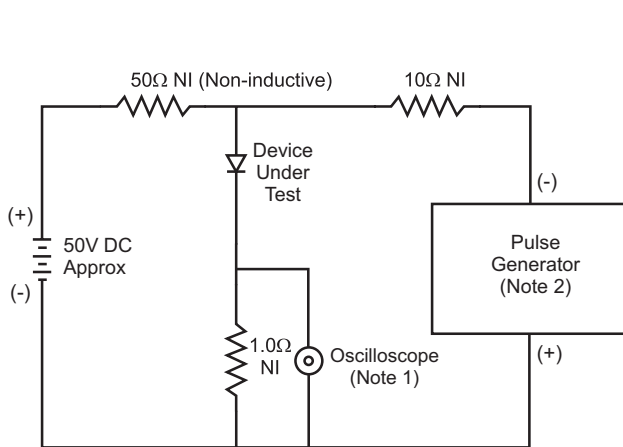 50Ω NI (Non-inductive)
10Ω NI
Device
Under
Test
(-)
(+)
50V DC
Approx
(-)
Pulse
Generator
(Note 2)
(+)
1.0Ω
NI
Oscilloscope
(Note 1)